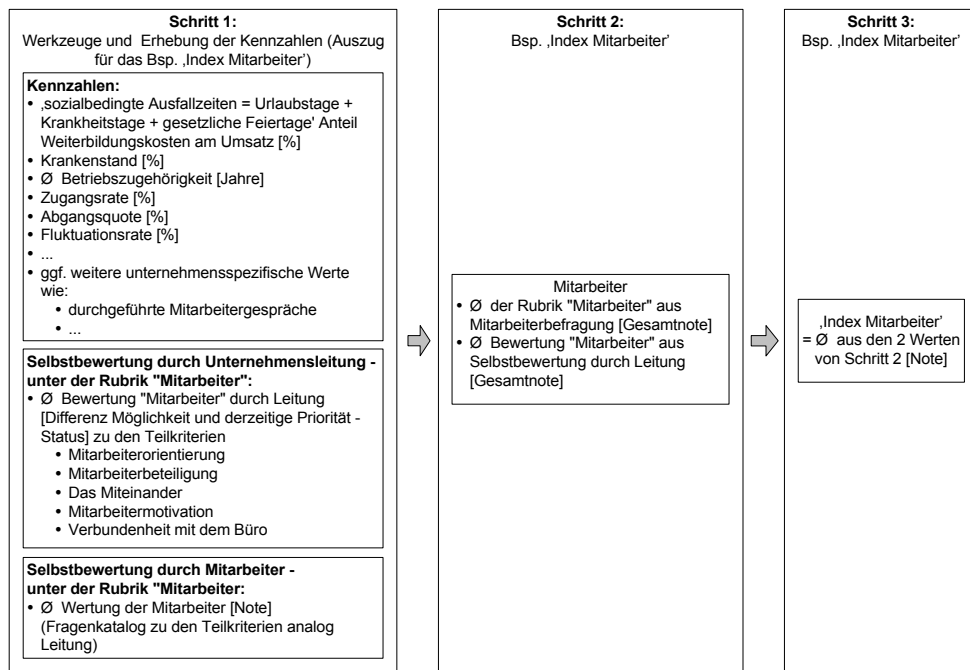 Schritt 1:
Werkzeuge und Erhebung der Kennzahlen (Auszug
für das Bsp. ‚Index Mitarbeiter’)
Kennzahlen:
• ‚sozialbedingte Ausfallzeiten = Urlaubstage +
Krankheitstage + gesetzliche Feiertage' Anteil
Weiterbildungskosten am Umsatz [%]
• Krankenstand [%]
• Ø Betriebszugehörigkeit [Jahre]
• Zugangsrate [%]
• Abgangsquote [%]
• Fluktuationsrate [%]
• ...
• ggf. weitere unternehmensspezifische Werte
wie:
• durchgeführte Mitarbeitergespräche
• ...
Selbstbewertung durch Unternehmensleitung -
unter der Rubrik "Mitarbeiter":
• Ø Bewertung "Mitarbeiter" durch Leitung
[Differenz Möglichkeit und derzeitige Priorität -
Status] zu den Teilkriterien
• Mitarbeiterorientierung
• Mitarbeiterbeteiligung
• Das Miteinander
• Mitarbeitermotivation
• Verbundenheit mit dem Büro
Selbstbewertung durch Mitarbeiter -
unter der Rubrik "Mitarbeiter:
• Ø Wertung der Mitarbeiter [Note]
(Fragenkatalog zu den Teilkriterien analog
Leitung)
Schritt 2:
Bsp. ‚Index Mitarbeiter’
Mitarbeiter
• Ø der Rubrik "Mitarbeiter" aus
Mitarbeiterbefragung [Gesamtnote]
• Ø Bewertung "Mitarbeiter" aus
Selbstbewertung durch Leitung
[Gesamtnote]
Schritt 3:
Bsp. ‚Index Mitarbeiter’
‚Index Mitarbeiter’
= Ø aus den 2 Werten
von Schritt 2 [Note]